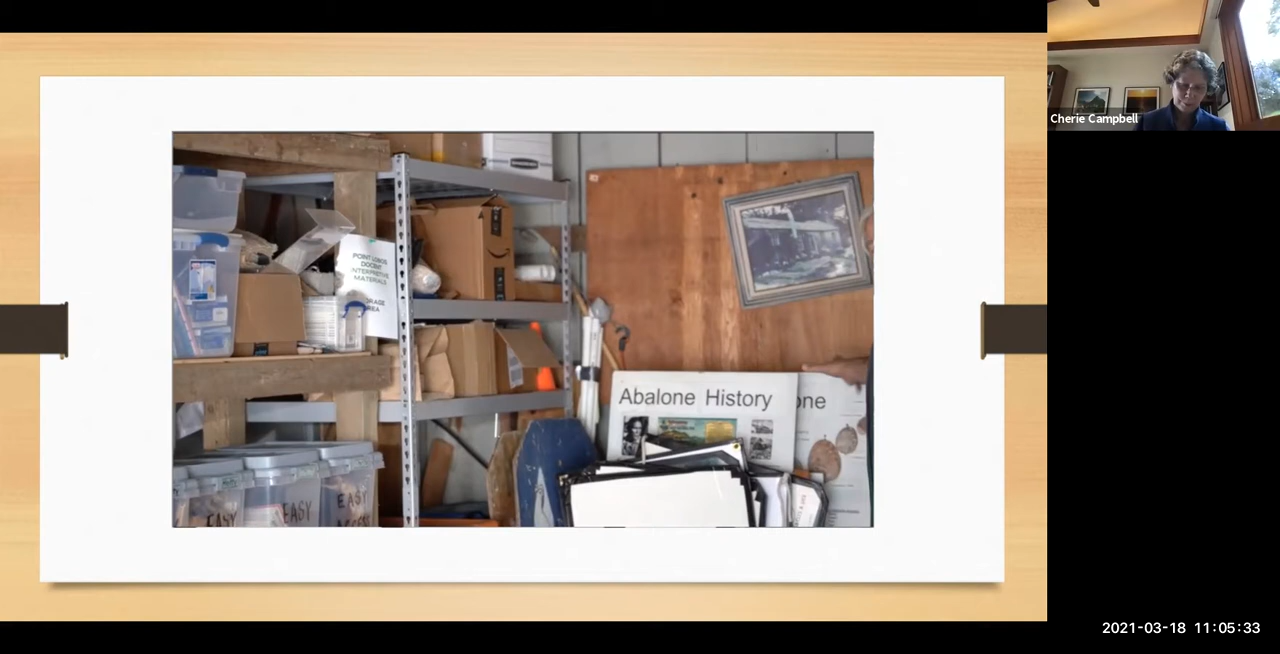 Cherie Campbell
POINT LOBOS
DOCENT
INTERPRETIVE
MATERIALS
AREA
Abalone History
one
EASY
EASY
EASY
2021-03-18 11:05:33